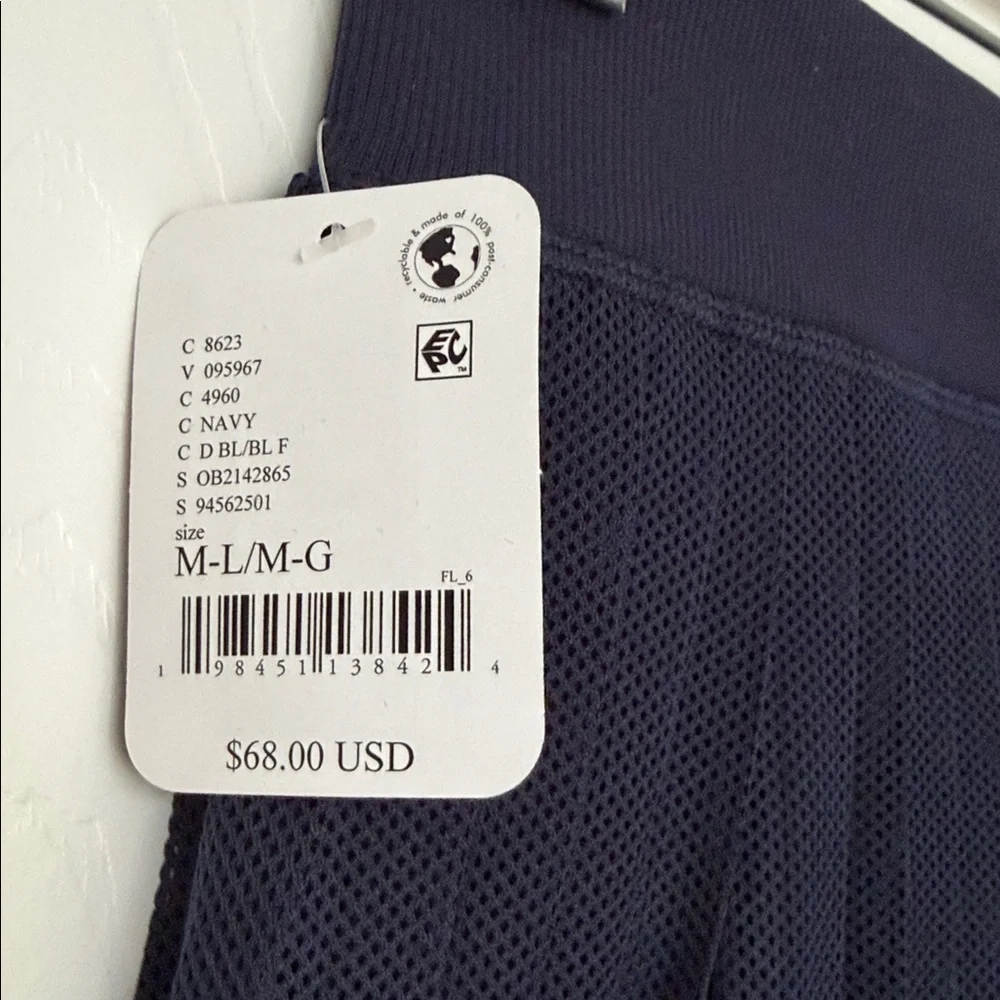 recyclable & made of 100% post-consumer waste •
EPC
TM
C 8623
V 095967
C 4960
C NAVY
C D BL/BL F
S OB2142865
S 94562501
size
M-L/M-G
FL_6
1 98451 13842 4
$68.00 USD